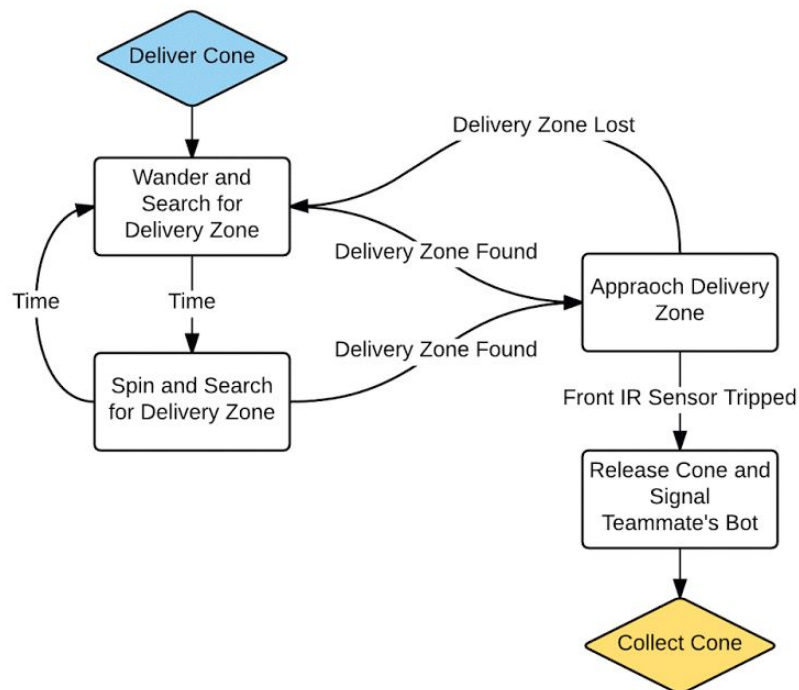 Deliver Cone
Delivery Zone Lost
Wander and
Search for
Delivery Zone
Delivery Zone Found
Appraoch Delivery
Zone
Time
Time
Delivery Zone Found
Spin and Search
for Delivery Zone
Front IR Sensor Tripped
Release Cone and
Signal
Teammate's Bot
Collect Cone